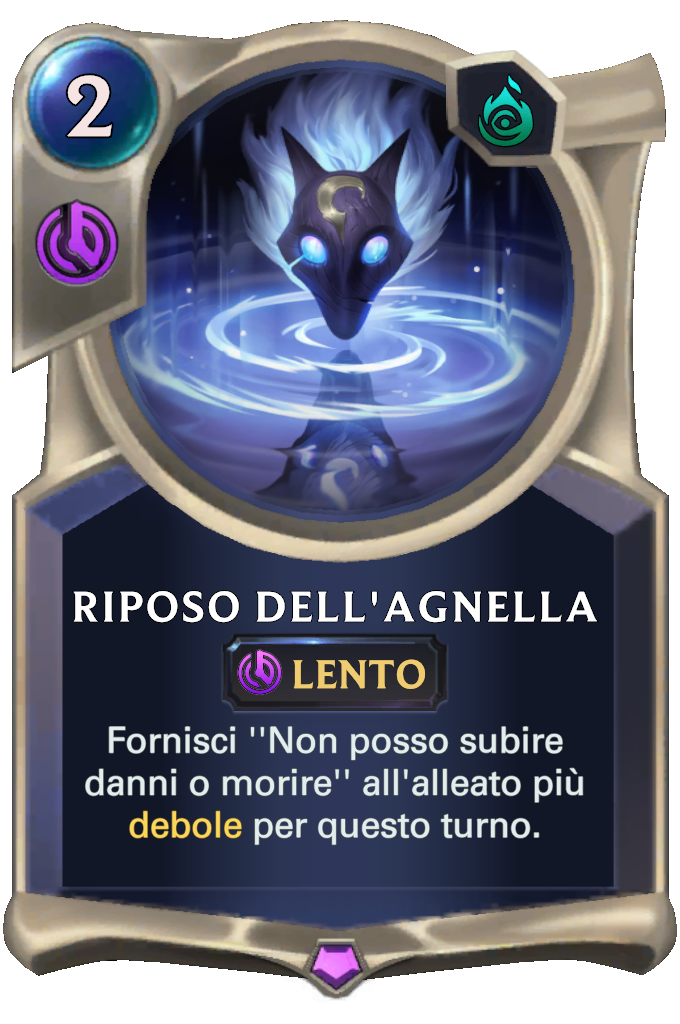 2
RIPOSO DELL'AGNELLA
LENTO
Fornisci "Non posso subire
danni o morire" all'alleato più
debole per questo turno.